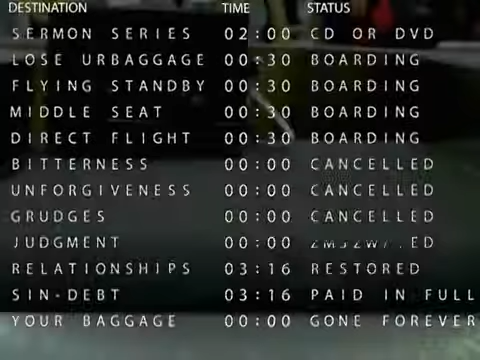 DESTINATION TIME STATUS
SERMON SERIES 02:00 CD OR DVD
LOSE URBAGGAGE 00:30 BOARDING
FLYING STANDBY 00:30 BOARDING
MIDDLE SEAT 00:30 BOARDING
DIRECT FLIGHT 00:30 BOARDING
BITTERNESS 00:00 CANCELLED
UNFORGIVENESS 00:00 CANCELLED
GRUDGES 00:00 CANCELLED
JUDGMENT 00:00
RELATIONSHIPS 03:16 RESTORED
SIN-DEBT 03:16 PAID IN FULL
YOUR BAGGAGE 00:00 GONE FOREVER